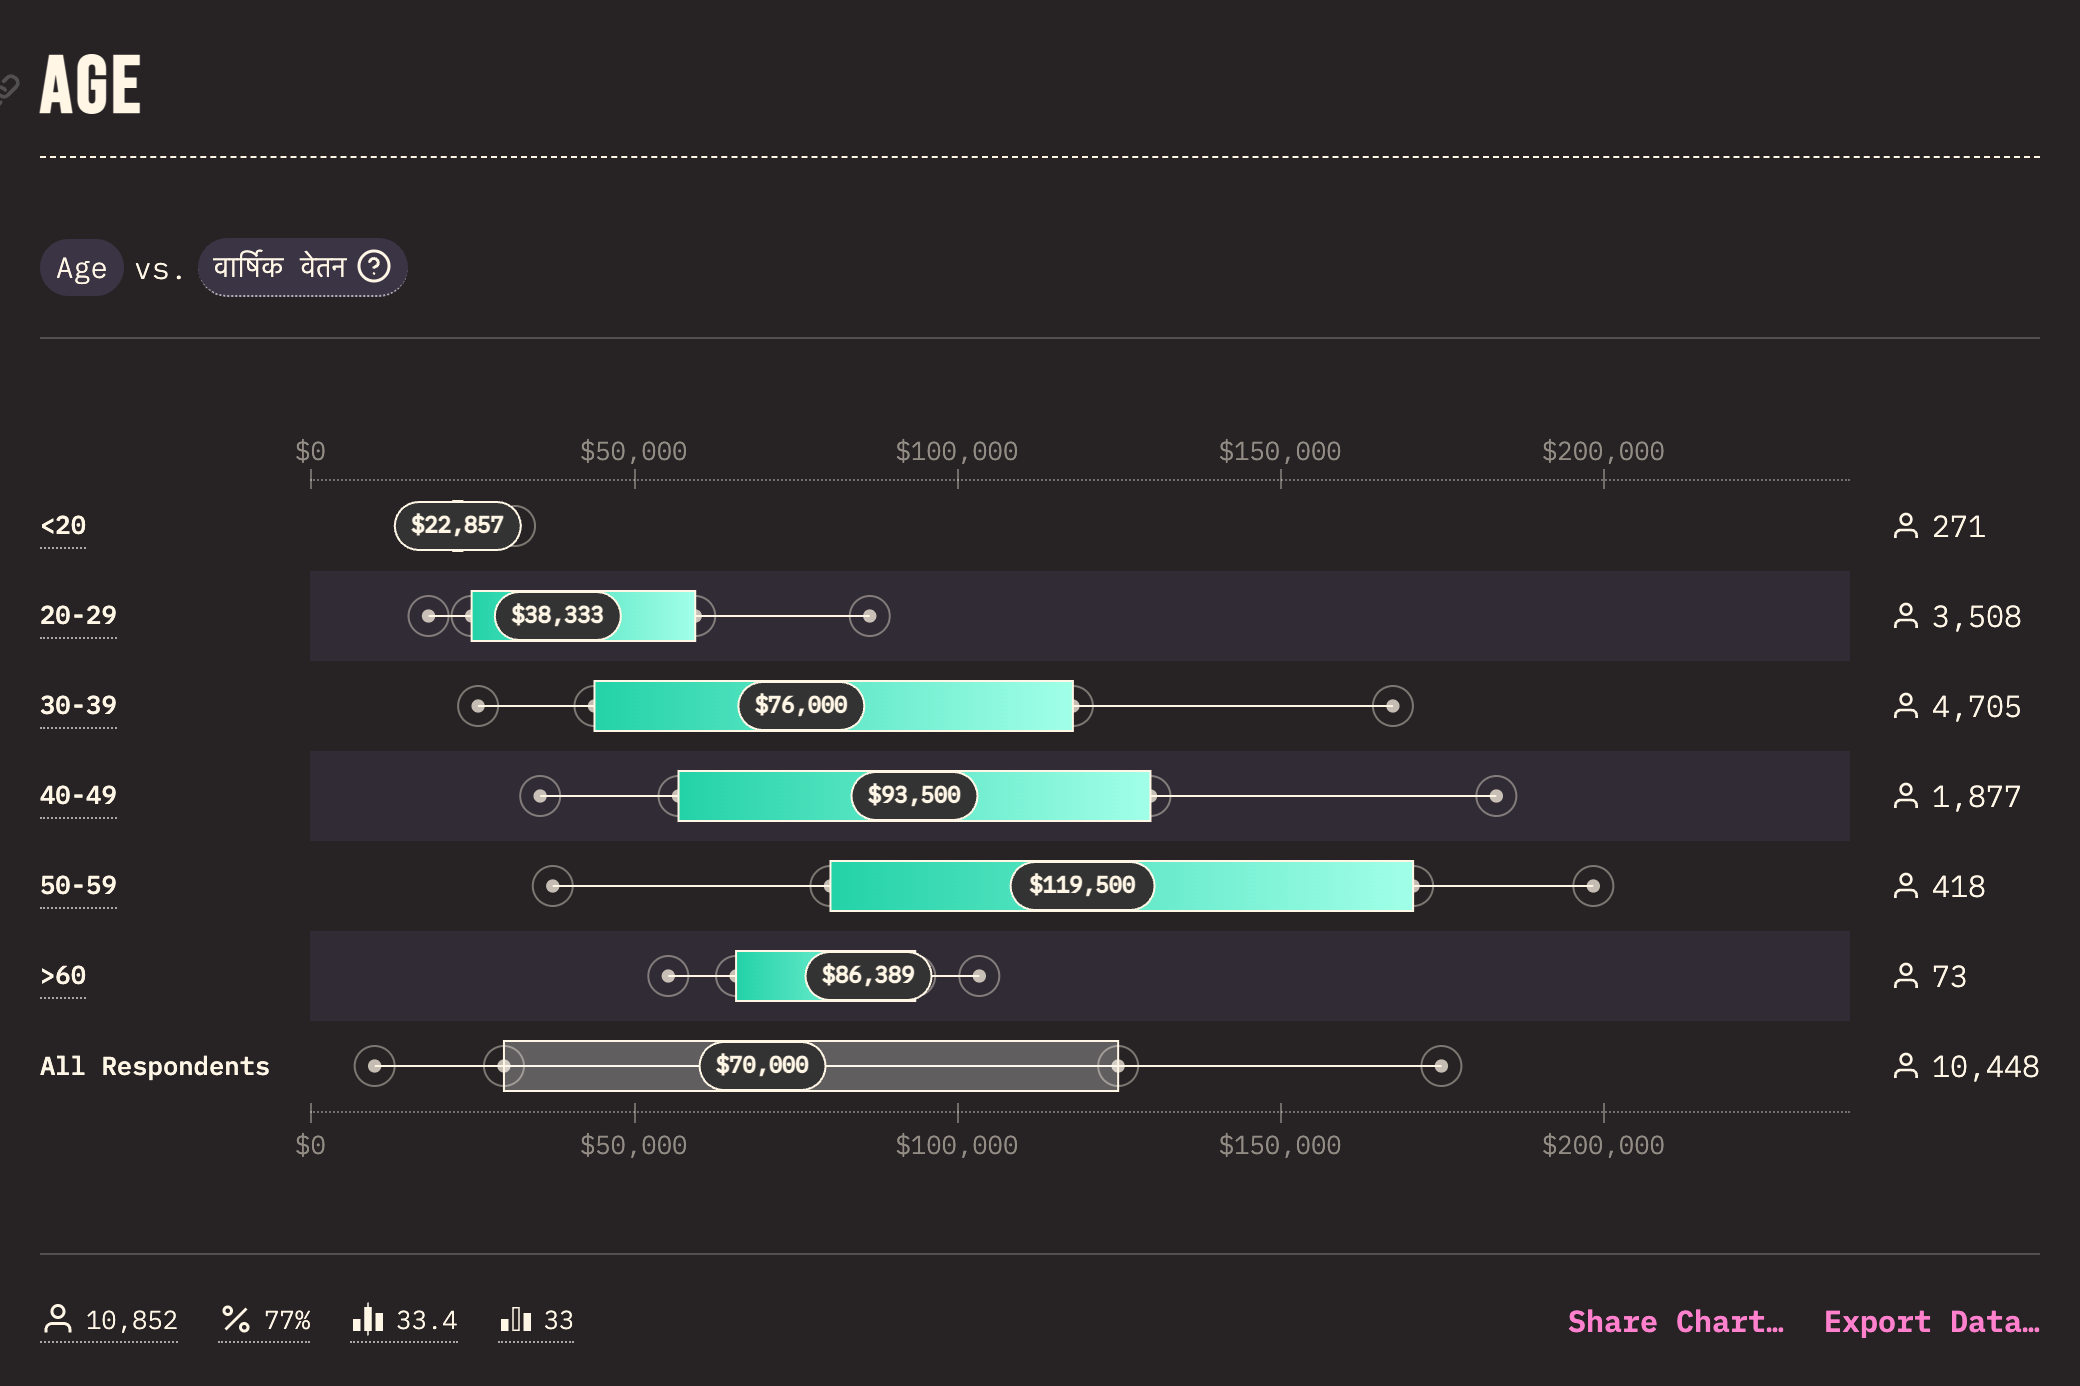 AGE
Age vs. वार्षिक वेतन ?
$0 $50,000 $100,000 $150,000 $200,000
<20 $22,857 271
20-29 $38,333 3,508
30-39 $76,000 4,705
40-49 $93,500 1,877
50-59 $119,500 418
>60 $86,389 73
All Respondents $70,000 10,448
$0 $50,000 $100,000 $150,000 $200,000
10,852 77% 33.4 33 Share Chart… Export Data…